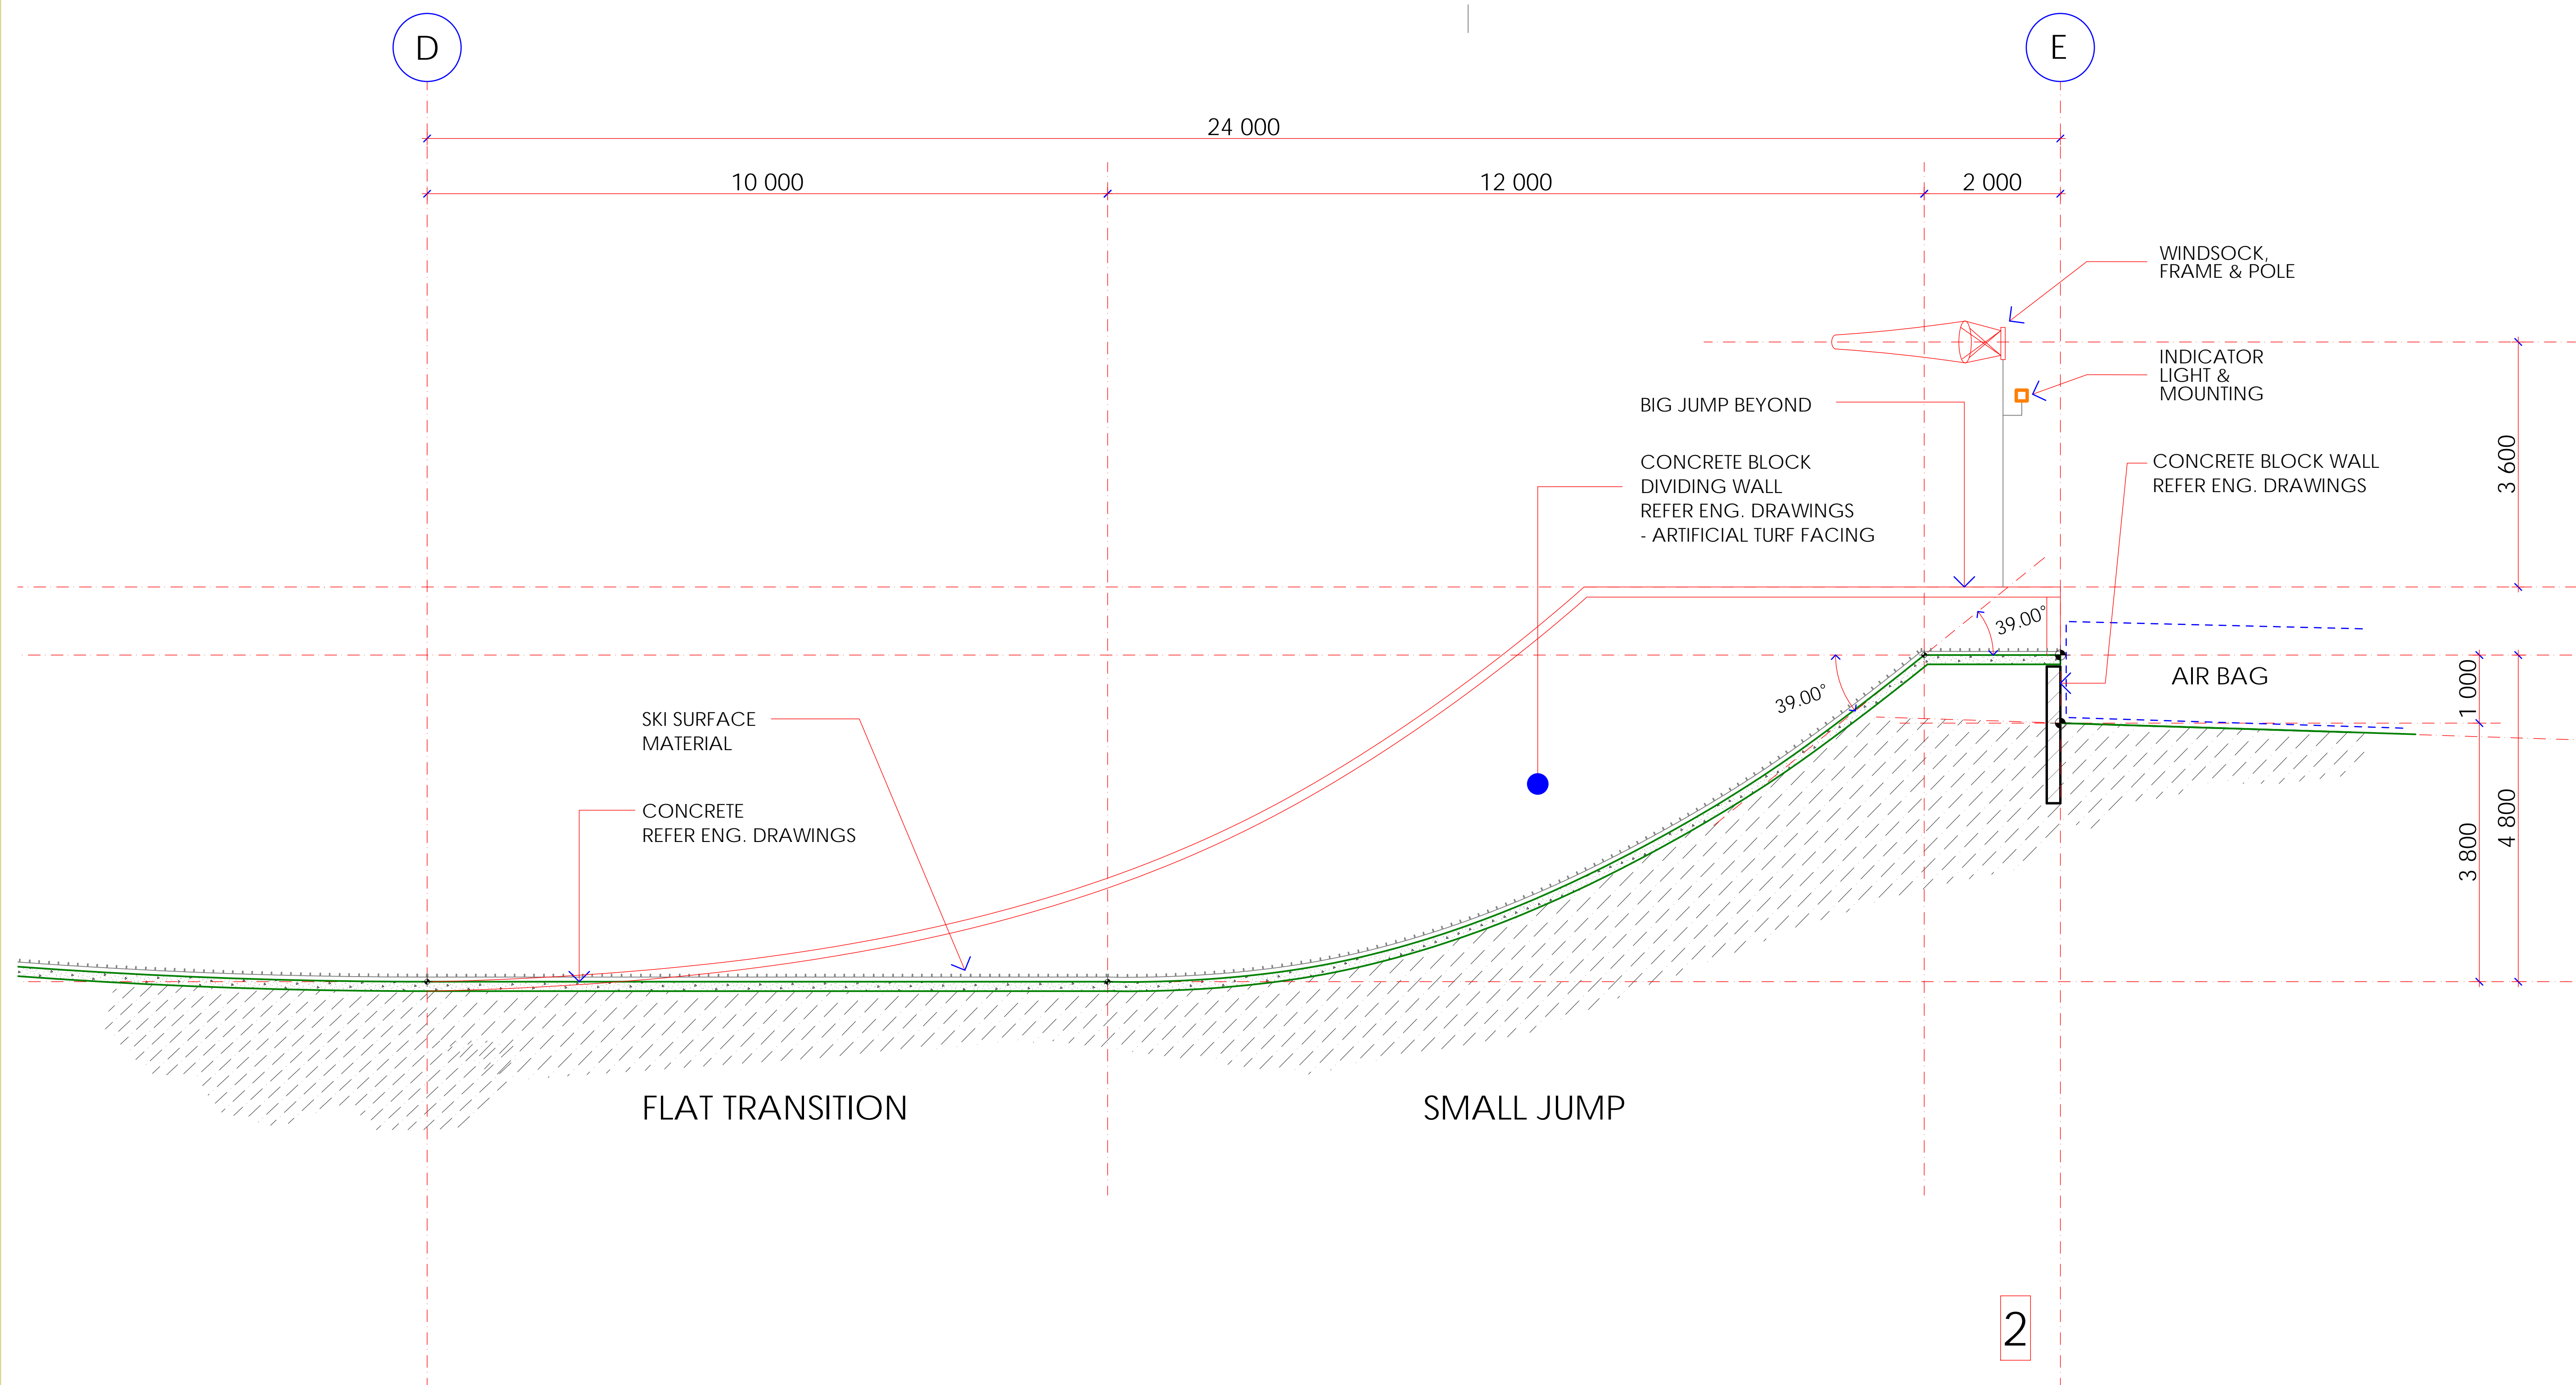 D
E
24 000
10 000
12 000
2 000
WINDSOCK,
FRAME & POLE
INDICATOR
LIGHT &
MOUNTING
BIG JUMP BEYOND
CONCRETE BLOCK
DIVIDING WALL
REFER ENG. DRAWINGS
- ARTIFICIAL TURF FACING
CONCRETE BLOCK WALL
REFER ENG. DRAWINGS
3 600
39.00°
39.00°
AIR BAG
1 000
SKI SURFACE
MATERIAL
CONCRETE
REFER ENG. DRAWINGS
3 800
4 800
FLAT TRANSITION
SMALL JUMP
2